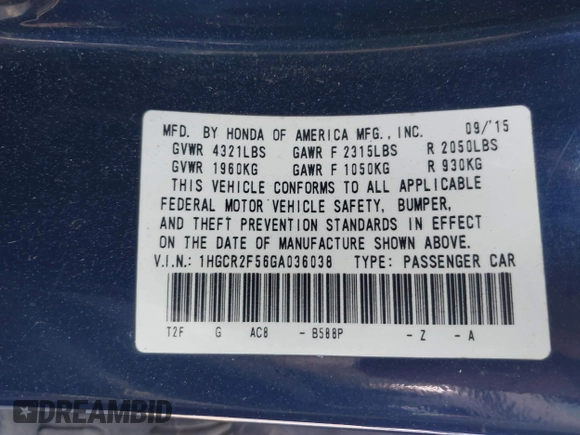 MFD. BY HONDA OF AMERICA MFG., INC. 09/'15
GVWR 4321LBS GAWR F 2315LBS R 2050LBS
GVWR 1960KG GAWR F 1050KG R 930KG
THIS VEHICLE CONFORMS TO ALL APPLICABLE
FEDERAL MOTOR VEHICLE SAFETY, BUMPER,
AND THEFT PREVENTION STANDARDS IN EFFECT
ON THE DATE OF MANUFACTURE SHOWN ABOVE.
V.I.N.: 1HGCR2F56GA036038 TYPE: PASSENGER CAR
T2F G AC8 - B588P - Z - A
DREAMBID